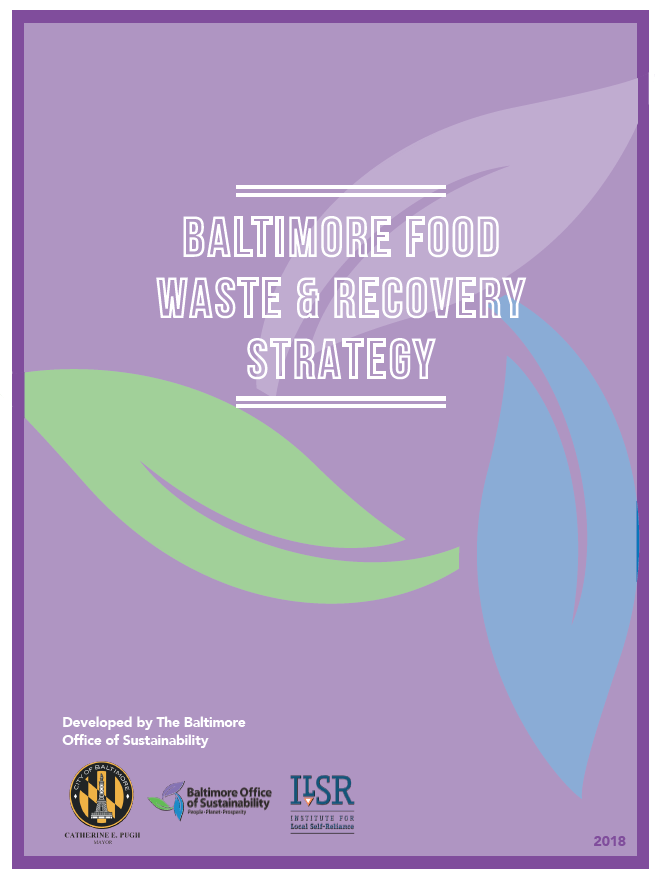 BALTIMORE FOOD
WASTE & RECOVERY
STRATEGY
Developed by The Baltimore
Office of Sustainability
CITY OF BALTIMORE
CATHERINE E. PUGH
MAYOR
Baltimore Office
of Sustainability
People•Planet•Prosperity
ILSR
INSTITUTE FOR
Local Self-Reliance
2018